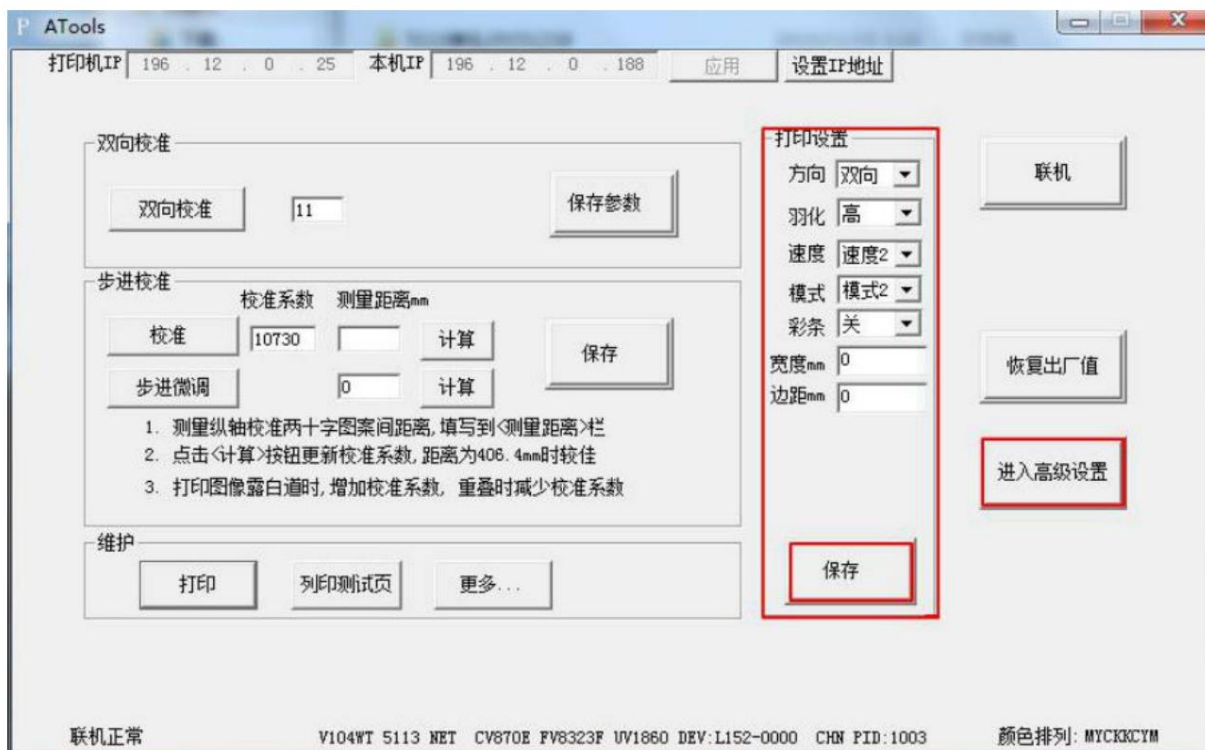 P ATools
打印机IP 196 . 12 . 0 . 25 本机IP 196 . 12 . 0 . 188 应用 设置IP地址
双向校准
双向校准 11 保存参数
步进校准
校准系数 测量距离mm
校准 10730 计算 保存
步进微调 0 计算
1. 测量纵轴校准两十字图案间距离,填写到<测量距离>栏
2. 点击<计算>按钮更新校准系数,距离为406.4mm时较佳
3. 打印图像露白道时,增加校准系数, 重叠时减少校准系数
维护
打印 列印测试页 更多...
打印设置
方向 双向
羽化 高
速度 速度2
模式 模式2
彩条 关
宽度mm 0
边距mm 0
保存
联机
恢复出厂值
进入高级设置
联机正常 V104WT 5113 NET CV870E FV8323F UV1860 DEV:L152-0000 CHN PID:1003 颜色排列: MYCKKCYM